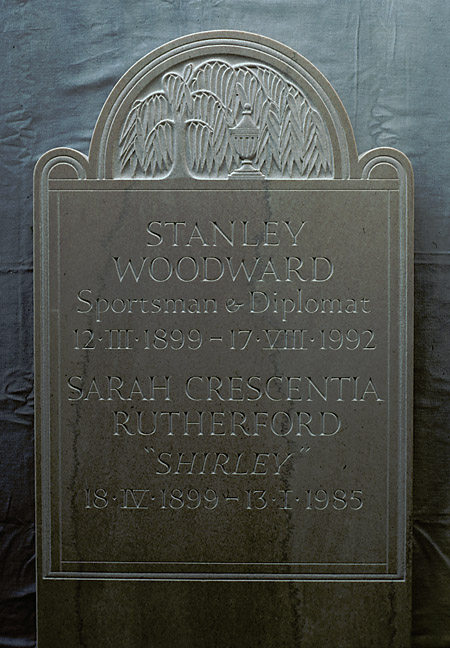 STANLEY
WOODWARD
Sportsman & Diplomat
12·III·1899–17·VIII·1992
SARAH CRESCENTIA
RUTHERFORD
"SHIRLEY"
18·IV·1899–13·I·1985